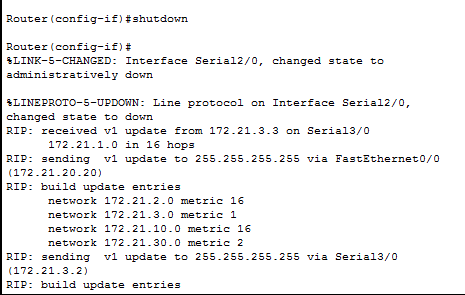 Router(config-if)#shutdown
Router(config-if)#
%LINK-5-CHANGED: Interface Serial2/0, changed state to
administratively down
%LINEPROTO-5-UPDOWN: Line protocol on Interface Serial2/0,
changed state to down
RIP: received v1 update from 172.21.3.3 on Serial3/0
172.21.1.0 in 16 hops
RIP: sending  v1 update to 255.255.255.255 via FastEthernet0/0
(172.21.20.20)
RIP: build update entries
network 172.21.2.0 metric 16
network 172.21.3.0 metric 1
network 172.21.10.0 metric 16
network 172.21.30.0 metric 2
RIP: sending  v1 update to 255.255.255.255 via Serial3/0
(172.21.3.2)
RIP: build update entries